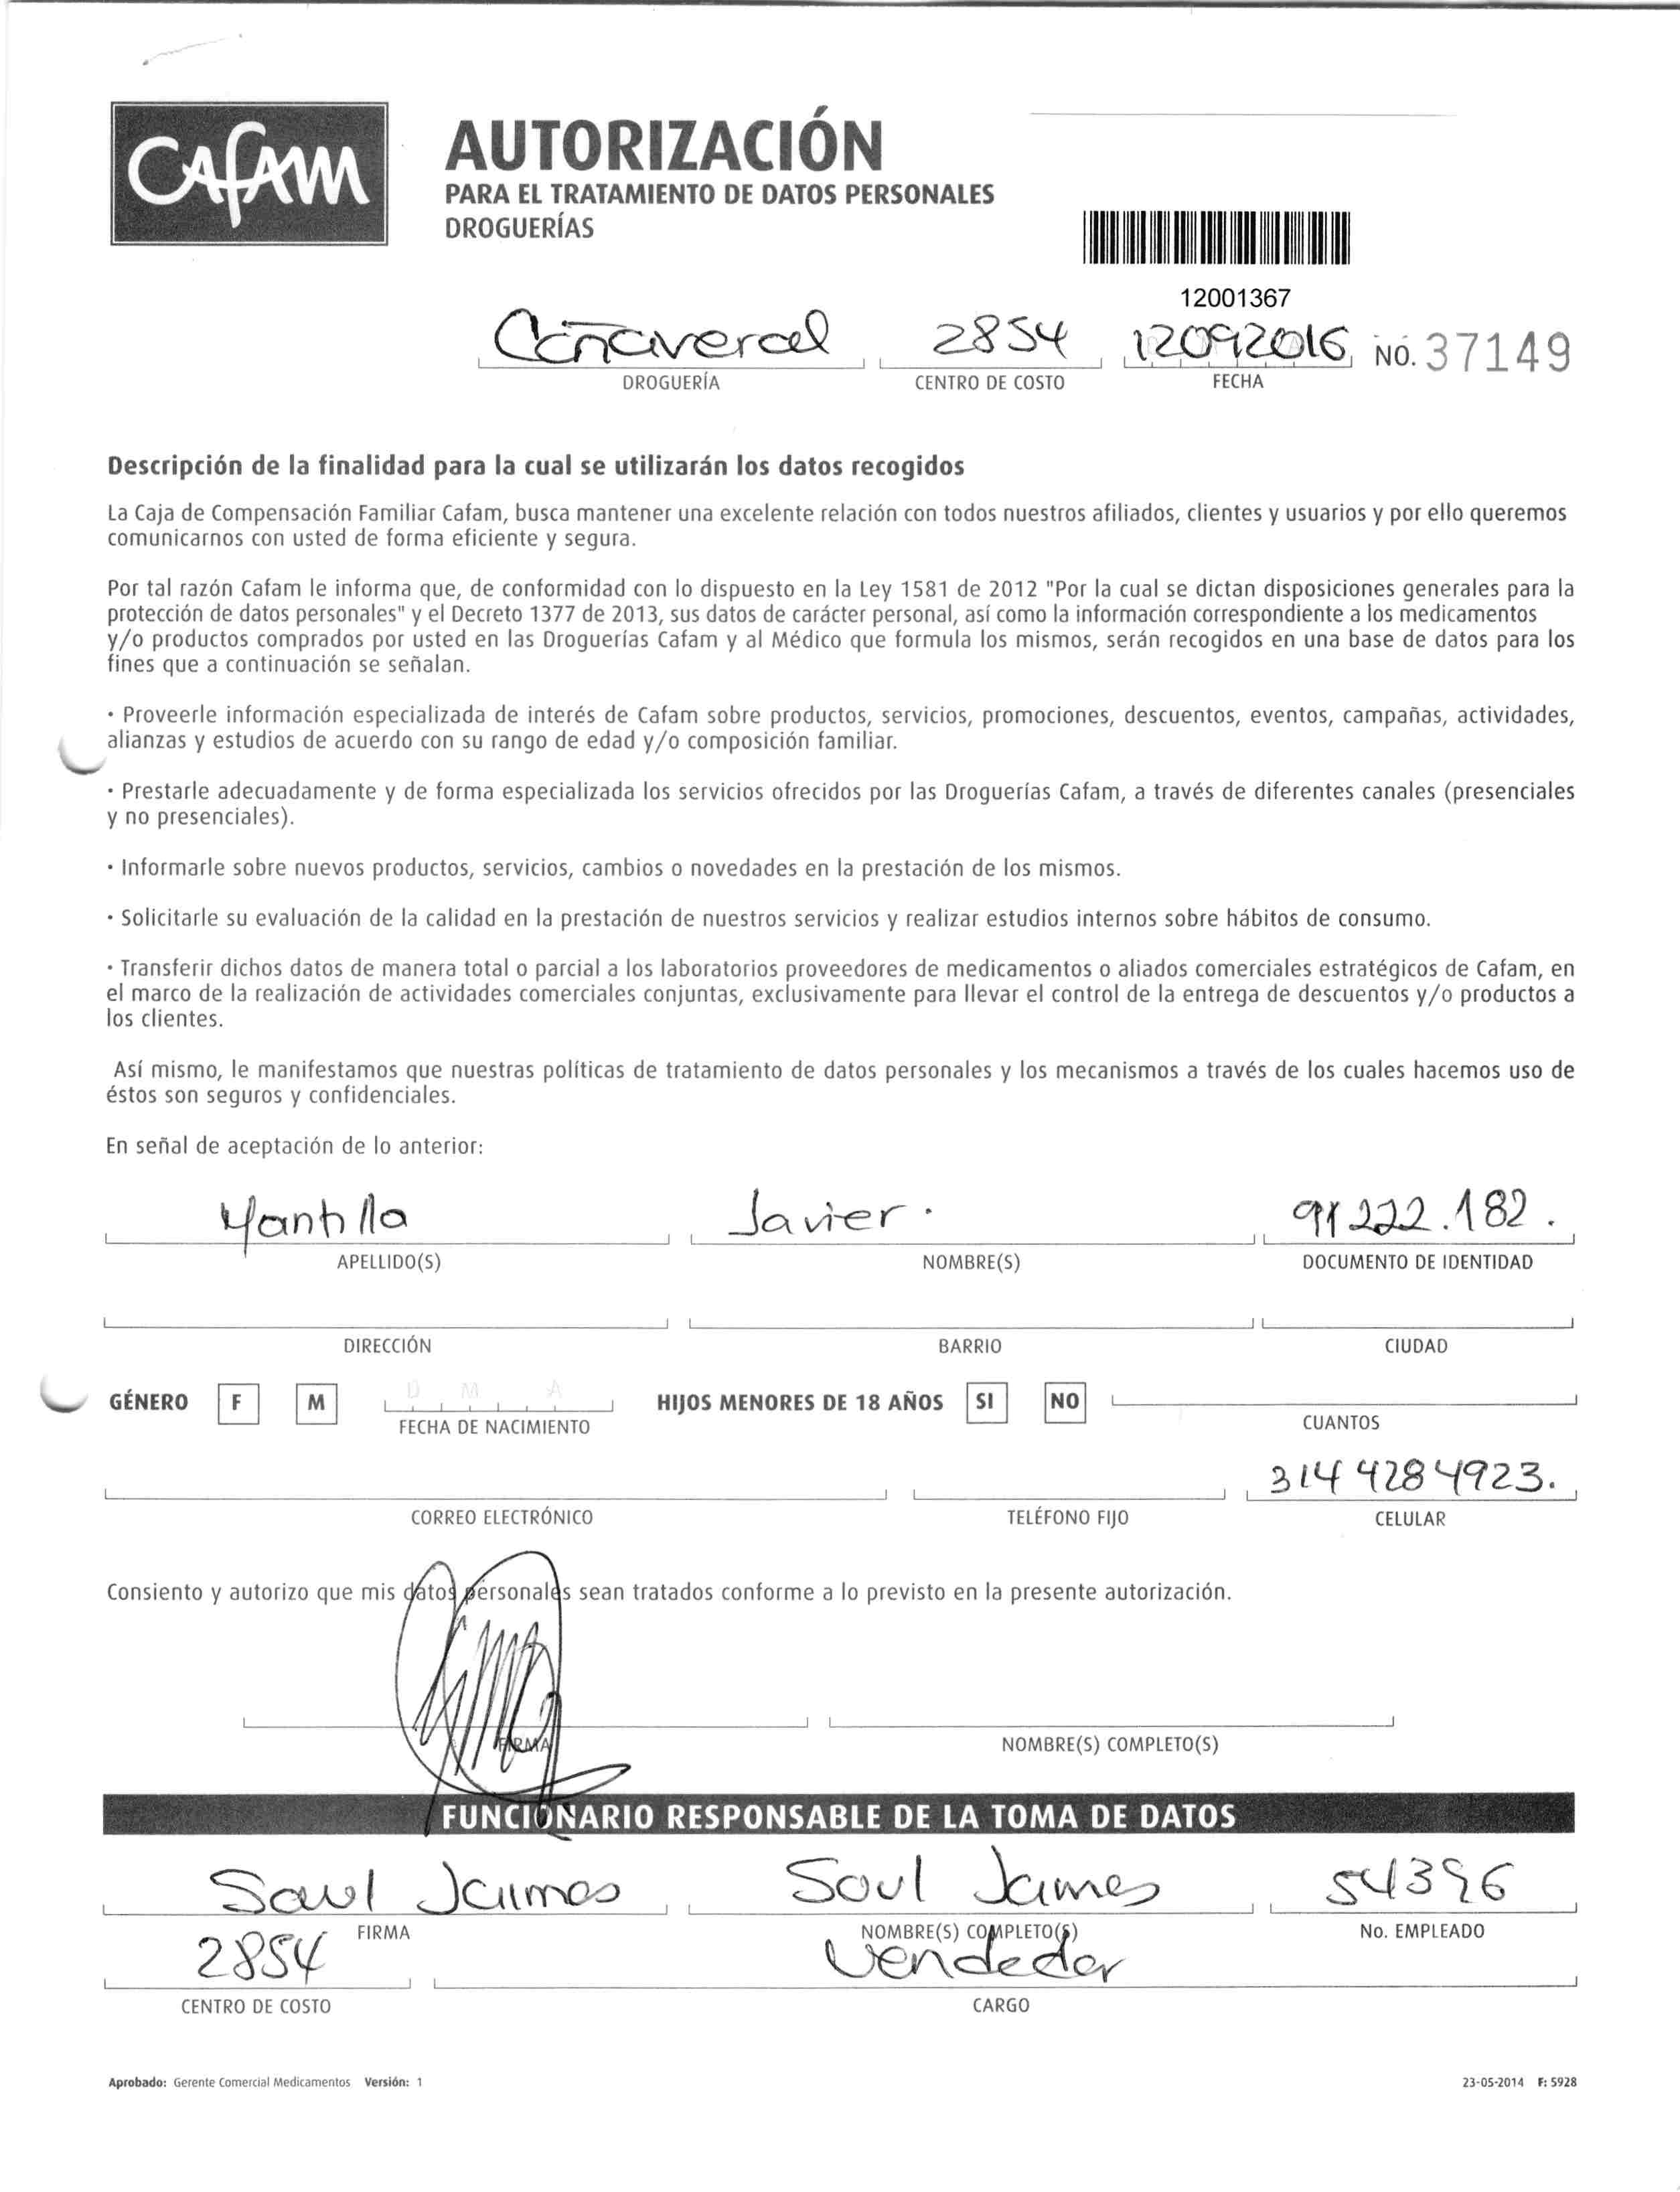 Cafam
AUTORIZACIÓN
PARA EL TRATAMIENTO DE DATOS PERSONALES
DROGUERÍAS
12001367
Cañaveral 2854 12092016 NO. 37149
DROGUERÍA CENTRO DE COSTO FECHA
Descripción de la finalidad para la cual se utilizarán los datos recogidos
La Caja de Compensación Familiar Cafam, busca mantener una excelente relación con todos nuestros afiliados, clientes y usuarios y por ello queremos
comunicarnos con usted de forma eficiente y segura.
Por tal razón Cafam le informa que, de conformidad con lo dispuesto en la Ley 1581 de 2012 "Por la cual se dictan disposiciones generales para la
protección de datos personales" y el Decreto 1377 de 2013, sus datos de carácter personal, así como la información correspondiente a los medicamentos
y/o productos comprados por usted en las Droguerías Cafam y al Médico que formula los mismos, serán recogidos en una base de datos para los
fines que a continuación se señalan.
· Proveerle información especializada de interés de Cafam sobre productos, servicios, promociones, descuentos, eventos, campañas, actividades,
alianzas y estudios de acuerdo con su rango de edad y/o composición familiar.
· Prestarle adecuadamente y de forma especializada los servicios ofrecidos por las Droguerías Cafam, a través de diferentes canales (presenciales
y no presenciales).
· Informarle sobre nuevos productos, servicios, cambios o novedades en la prestación de los mismos.
· Solicitarle su evaluación de la calidad en la prestación de nuestros servicios y realizar estudios internos sobre hábitos de consumo.
· Transferir dichos datos de manera total o parcial a los laboratorios proveedores de medicamentos o aliados comerciales estratégicos de Cafam, en
el marco de la realización de actividades comerciales conjuntas, exclusivamente para llevar el control de la entrega de descuentos y/o productos a
los clientes.
Así mismo, le manifestamos que nuestras políticas de tratamiento de datos personales y los mecanismos a través de los cuales hacemos uso de
éstos son seguros y confidenciales.
En señal de aceptación de lo anterior:
Mantilla Javier. 91222.182.
APELLIDO(S) NOMBRE(S) DOCUMENTO DE IDENTIDAD
DIRECCIÓN BARRIO CIUDAD
GÉNERO F M D M A HIJOS MENORES DE 18 AÑOS SI NO
FECHA DE NACIMIENTO CUANTOS
314 4284923.
CORREO ELECTRÓNICO TELÉFONO FIJO CELULAR
Consiento y autorizo que mis datos personales sean tratados conforme a lo previsto en la presente autorización.
FIRMA NOMBRE(S) COMPLETO(S)
FUNCIONARIO RESPONSABLE DE LA TOMA DE DATOS
Saul Jaimes Saul Jaimes 54396
FIRMA NOMBRE(S) COMPLETO(S) No. EMPLEADO
2854 Vendedor
CENTRO DE COSTO CARGO
Aprobado: Gerente Comercial Medicamentos Versión: 1 23-05-2014 F: 5928